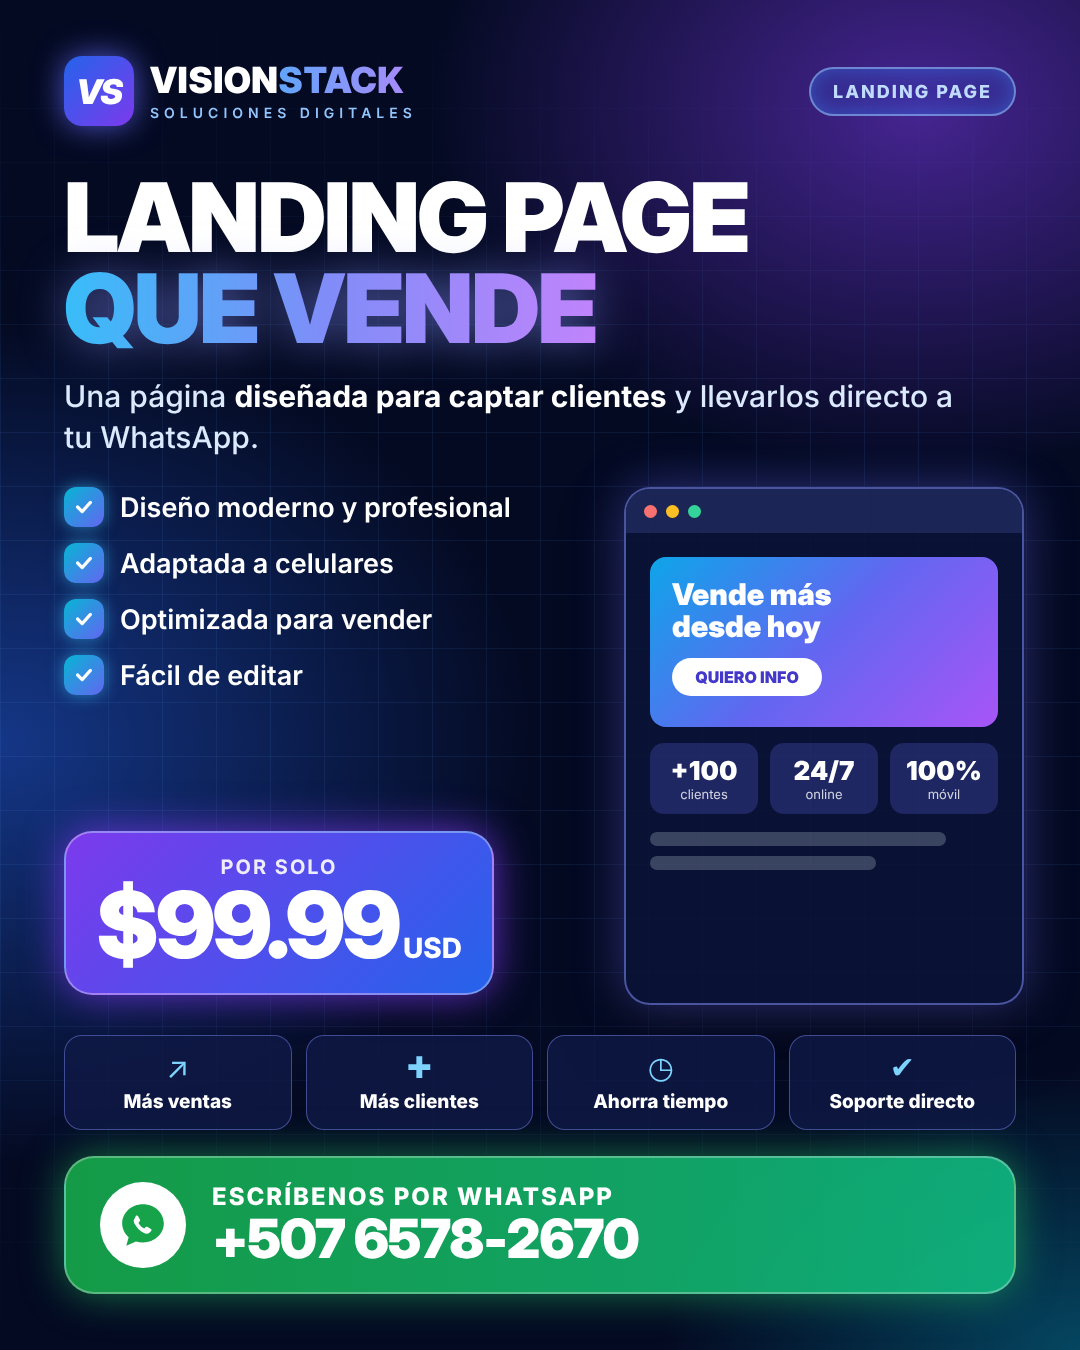 VS
VISIONSTACK
SOLUCIONES DIGITALES
LANDING PAGE
LANDING PAGE
QUE VENDE
Una página diseñada para captar clientes y llevarlos directo a
tu WhatsApp.
Diseño moderno y profesional
Adaptada a celulares
Optimizada para vender
Fácil de editar
Vende más
desde hoy
QUIERO INFO
+100
clientes
24/7
online
100%
móvil
POR SOLO
$99.99 USD
Más ventas
Más clientes
Ahorra tiempo
Soporte directo
ESCRÍBENOS POR WHATSAPP
+507 6578-2670